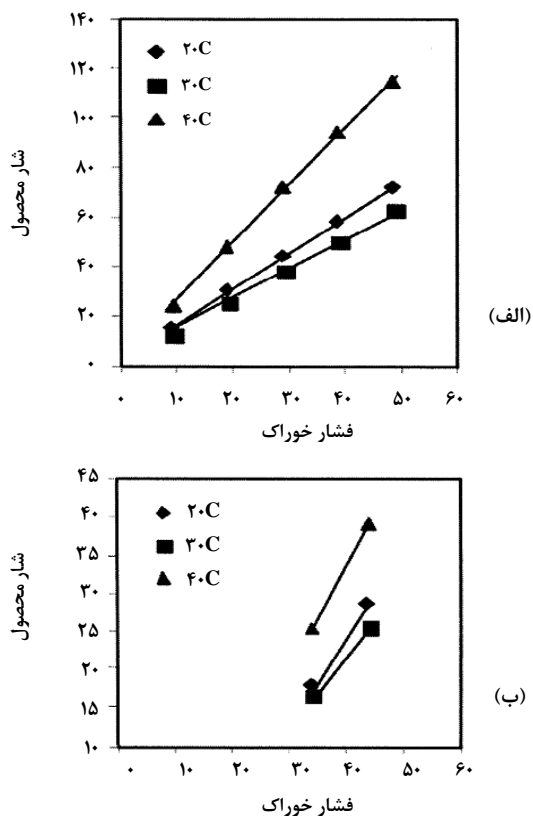 ۱۴۰
۱۲۰
۱۰۰
۸۰
۶۰
۴۰
۲۰
۰
۲۰C
۳۰C
۴۰C
شار محصول
(الف)
۰ ۱۰ ۲۰ ۳۰ ۴۰ ۵۰ ۶۰
فشار خوراک
۴۵
۴۰
۳۵
۳۰
۲۵
۲۰
۱۵
۱۰
۲۰C
۳۰C
۴۰C
شار محصول
(ب)
۰ ۱۰ ۲۰ ۳۰ ۴۰ ۵۰ ۶۰
فشار خوراک